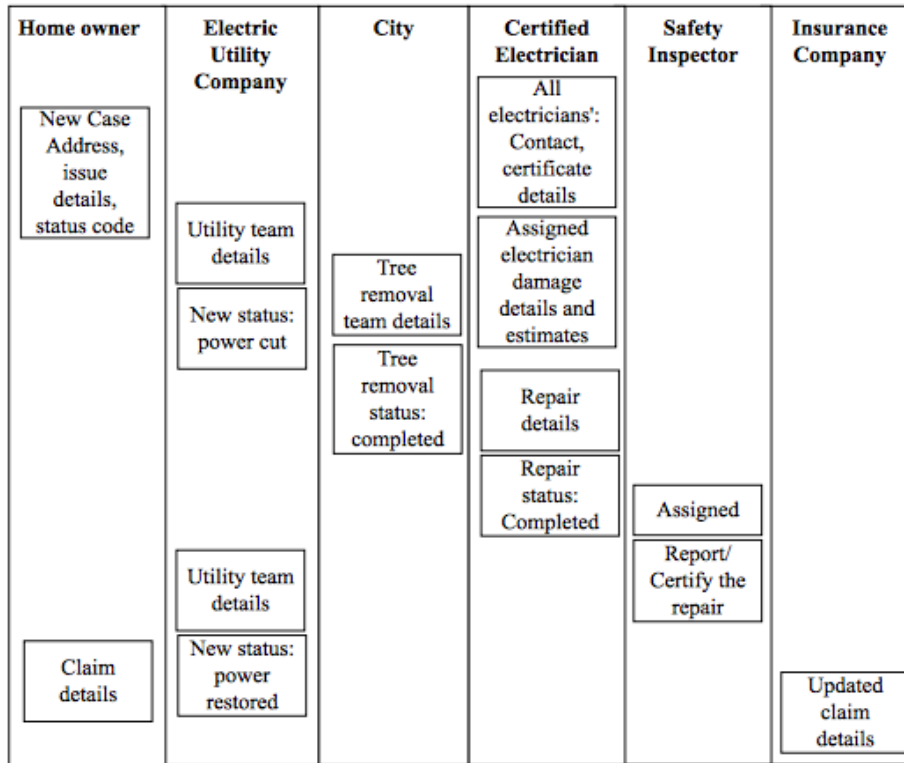 Home owner
Electric
Utility
Company
City
Certified
Electrician
Safety
Inspector
Insurance
Company
New Case
Address,
issue
details,
status code
Utility team
details
New status:
power cut
Tree
removal
team details
Tree
removal
status:
completed
All
electricians':
Contact,
certificate
details
Assigned
electrician
damage
details and
estimates
Repair
details
Repair
status:
Completed
Assigned
Report/
Certify the
repair
Utility team
details
New status:
power
restored
Claim
details
Updated
claim
details